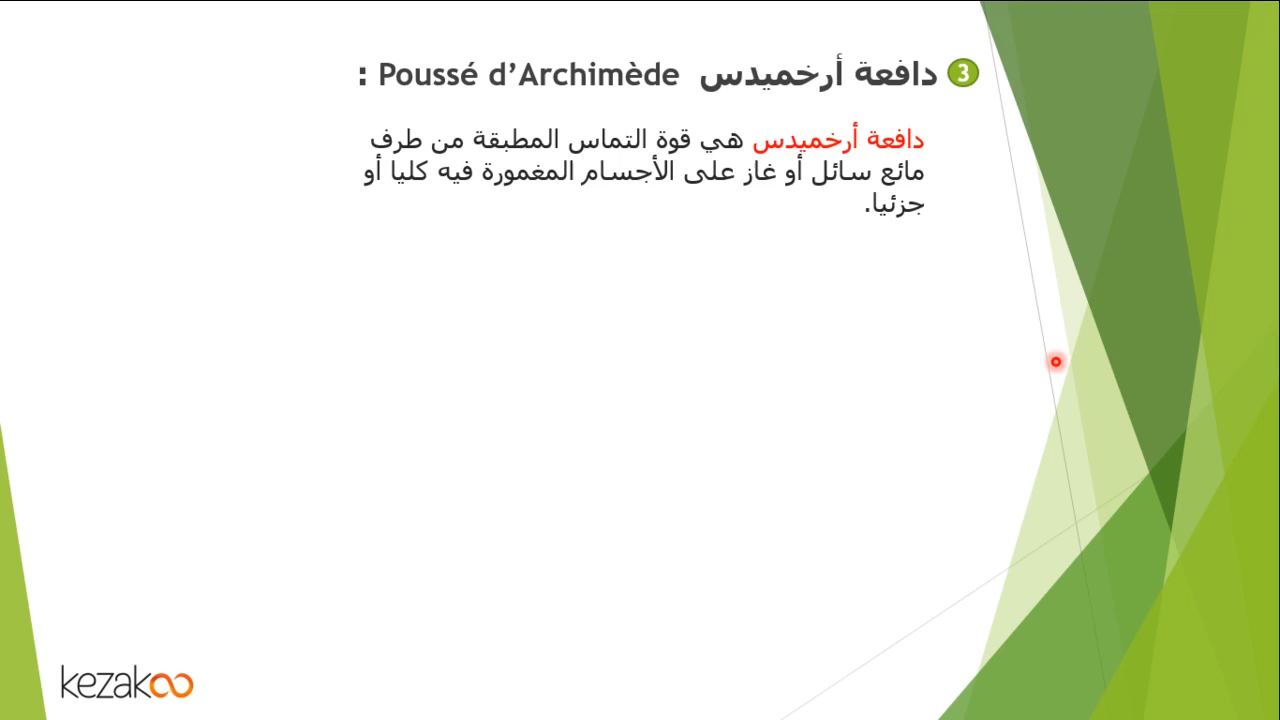 3 دافعة أرخميدس Poussé d’Archimède :
دافعة أرخميدس هي قوة التماس المطبقة من طرف
مائع سائل أو غاز على الأجسام المغمورة فيه كليا أو
جزئيا.
kezakoo